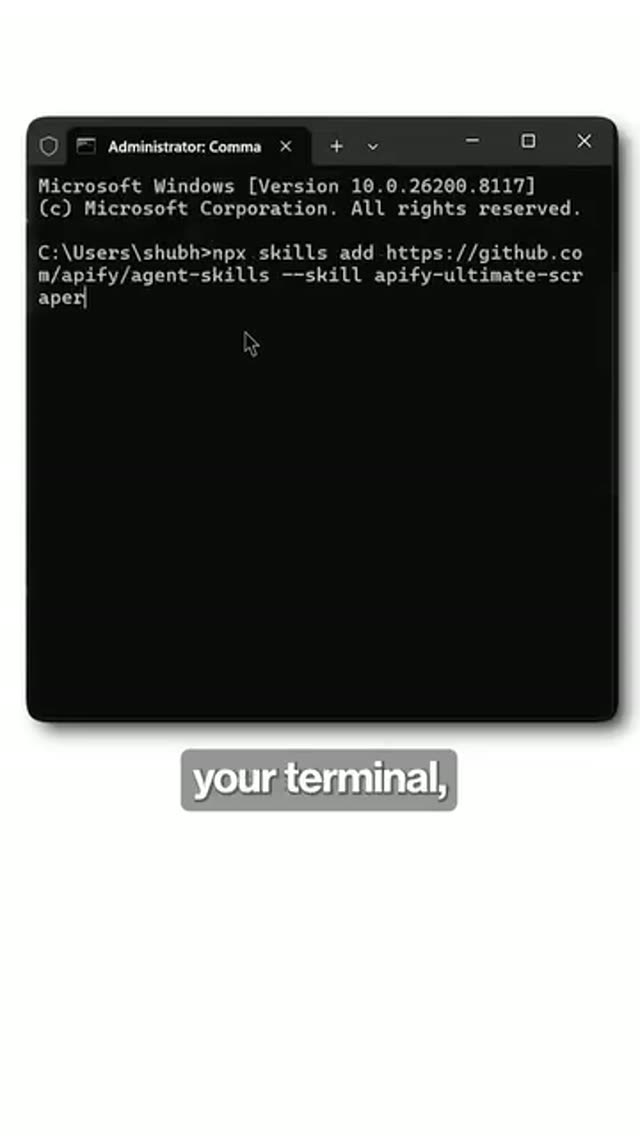 Administrator: Comma
Microsoft Windows [Version 10.0.26200.8117]
(c) Microsoft Corporation. All rights reserved.
C:\Users\shubh>npx skills add https://github.co
m/apify/agent-skills --skill apify-ultimate-scr
aper
your terminal,